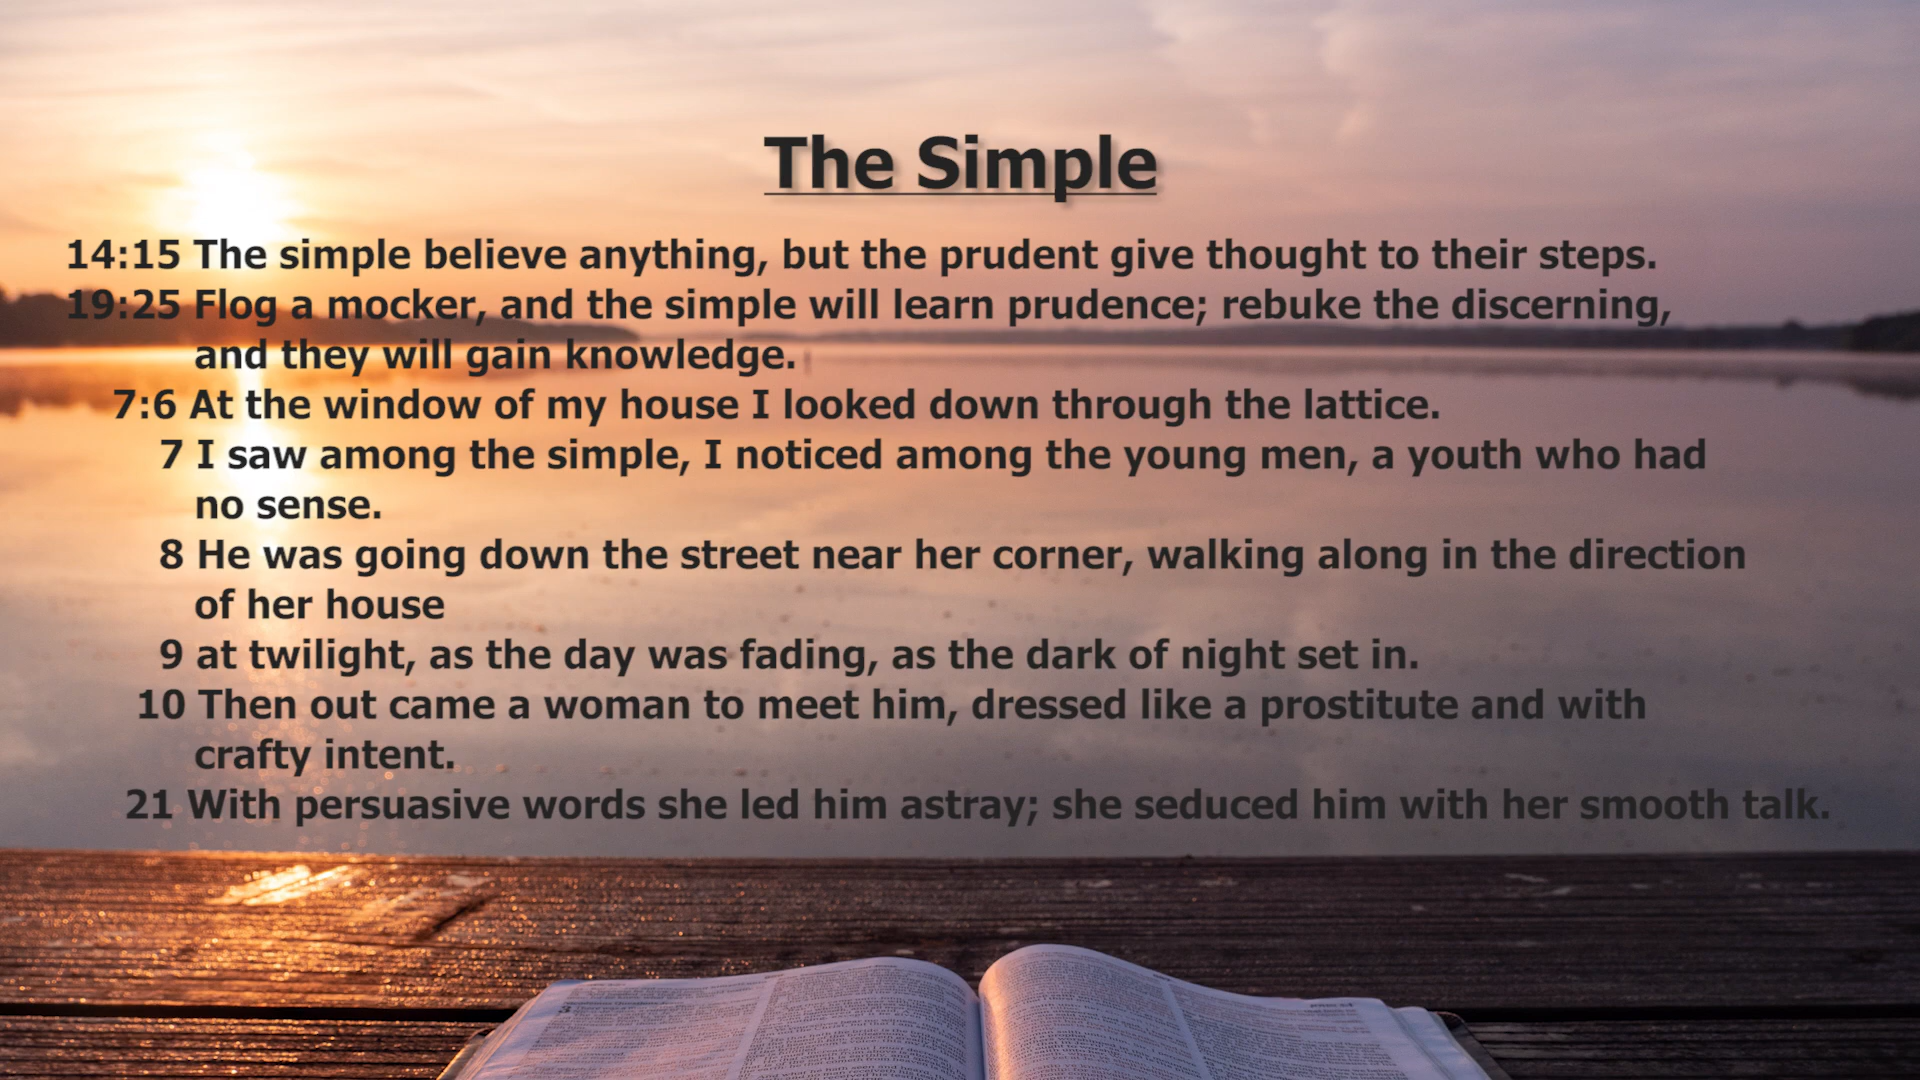 The Simple
14:15 The simple believe anything, but the prudent give thought to their steps.
19:25 Flog a mocker, and the simple will learn prudence; rebuke the discerning,
and they will gain knowledge.
7:6 At the window of my house I looked down through the lattice.
7 I saw among the simple, I noticed among the young men, a youth who had
no sense.
8 He was going down the street near her corner, walking along in the direction
of her house
9 at twilight, as the day was fading, as the dark of night set in.
10 Then out came a woman to meet him, dressed like a prostitute and with
crafty intent.
21 With persuasive words she led him astray; she seduced him with her smooth talk.